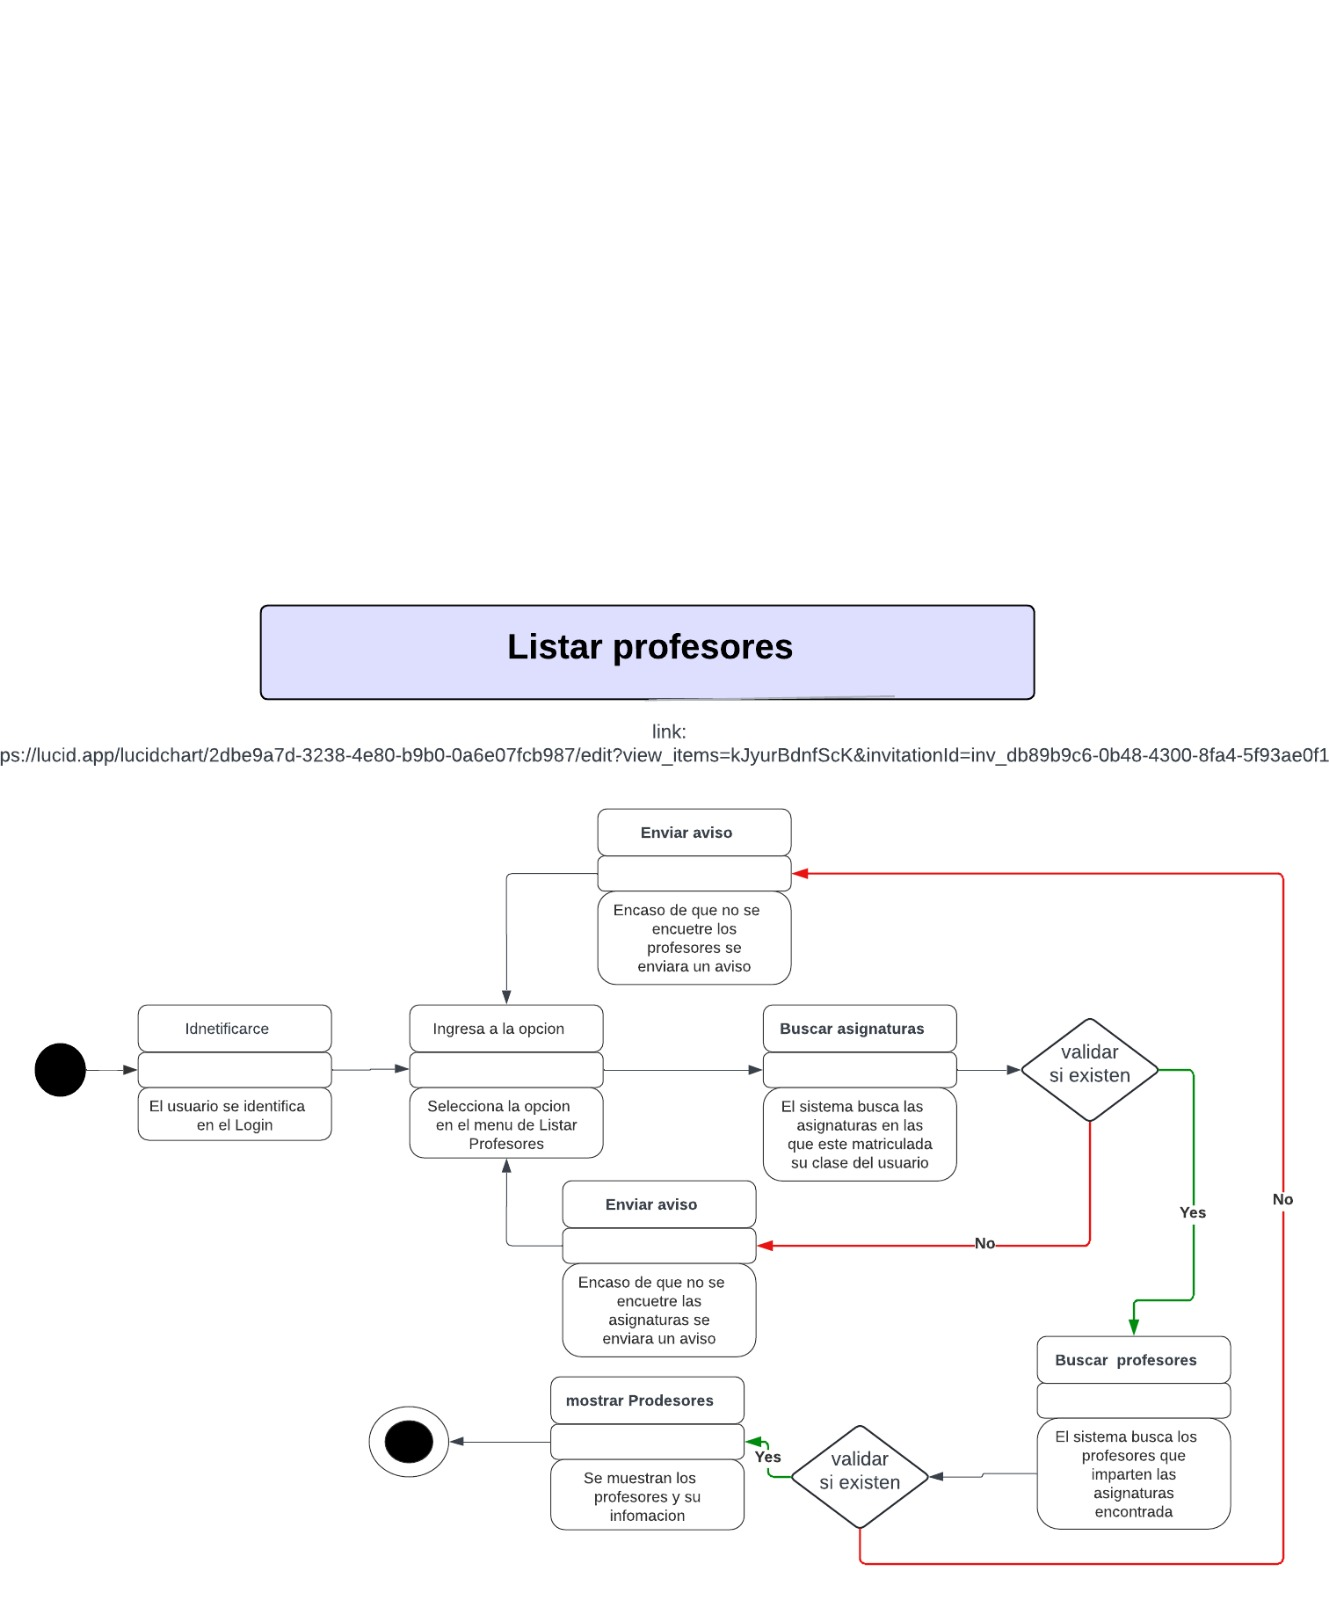 Listar profesores
link:
ps://lucid.app/lucidchart/2dbe9a7d-3238-4e80-b9b0-0a6e07fcb987/edit?view_items=kJyurBdnfScK&invitationId=inv_db89b9c6-0b48-4300-8fa4-5f93ae0f1
Enviar aviso
Encaso de que no se
encuetre los
profesores se
enviara un aviso
Idnetificarce
El usuario se identifica
en el Login
Ingresa a la opcion
Selecciona la opcion
en el menu de Listar
Profesores
Buscar asignaturas
El sistema busca las
asignaturas en las
que este matriculada
su clase del usuario
validar
si existen
No
Yes
No
Enviar aviso
Encaso de que no se
encuetre las
asignaturas se
enviara un aviso
Buscar  profesores
El sistema busca los
profesores que
imparten las
asignaturas
encontrada
validar
si existen
Yes
mostrar Prodesores
Se muestran los
profesores y su
infomacion